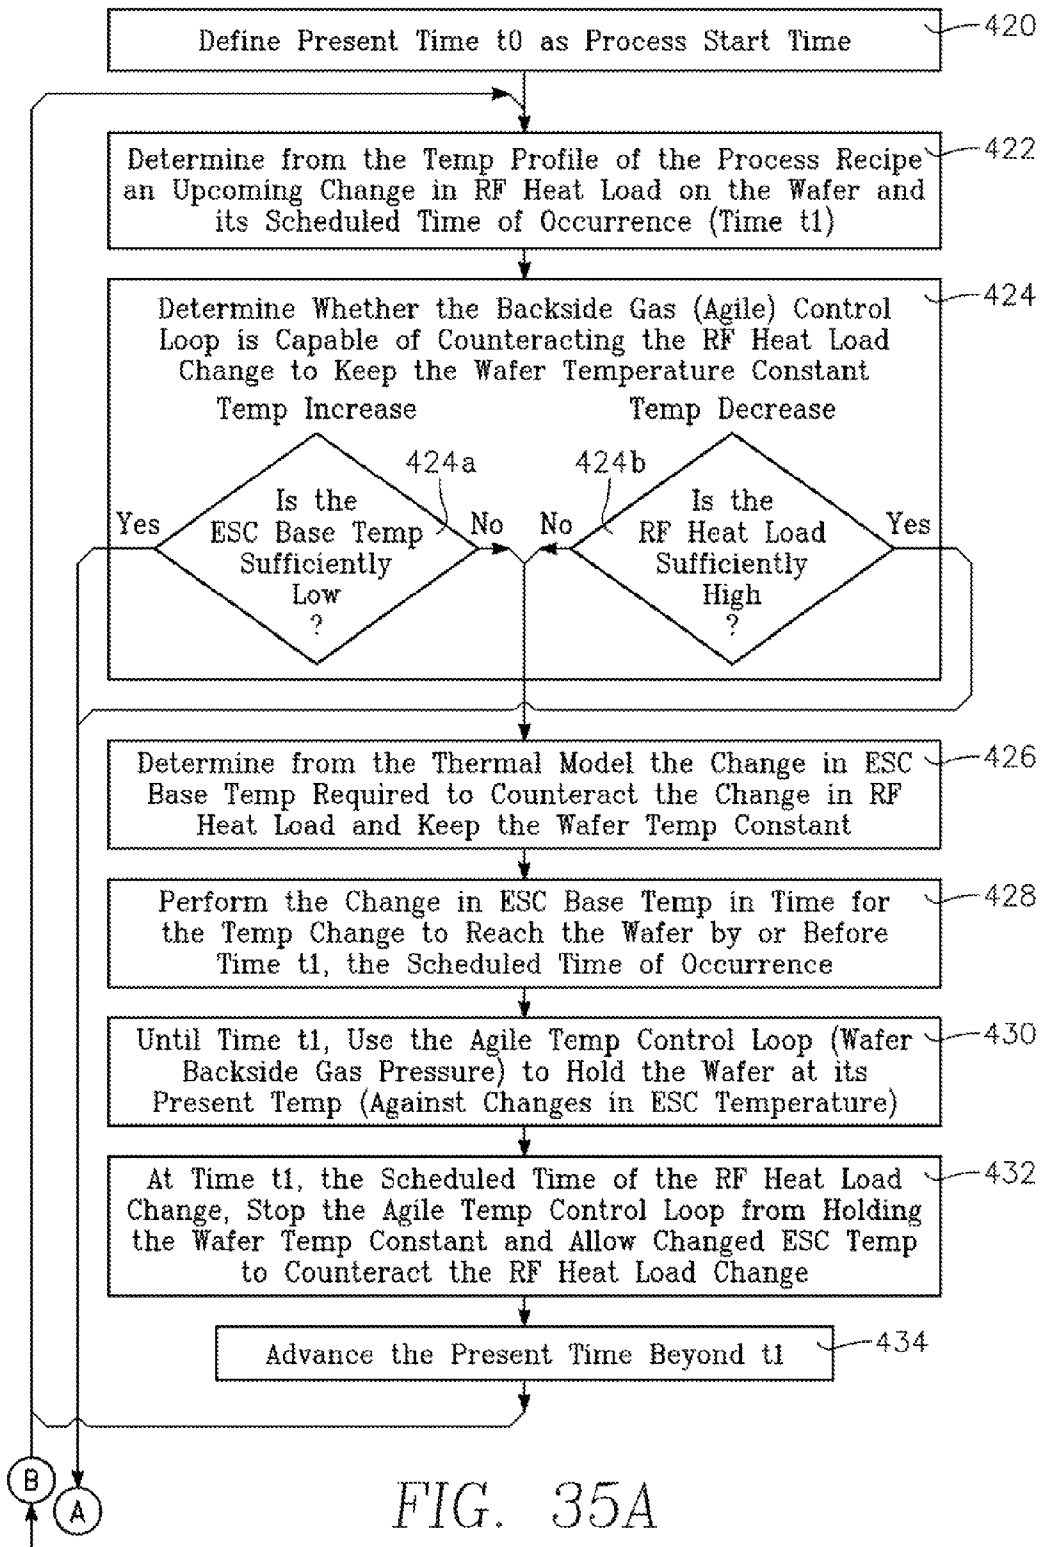 Define Present Time t0 as Process Start Time
420
Determine from the Temp Profile of the Process Recipe
an Upcoming Change in RF Heat Load on the Wafer and
its Scheduled Time of Occurrence (Time t1)
422
Determine Whether the Backside Gas (Agile) Control
Loop is Capable of Counteracting the RF Heat Load
Change to Keep the Wafer Temperature Constant
424
Temp Increase
Temp Decrease
424a
424b
Yes
Is the
ESC Base Temp
Sufficiently
Low
?
No
No
Is the
RF Heat Load
Sufficiently
High
?
Yes
Determine from the Thermal Model the Change in ESC
Base Temp Required to Counteract the Change in RF
Heat Load and Keep the Wafer Temp Constant
426
Perform the Change in ESC Base Temp in Time for
the Temp Change to Reach the Wafer by or Before
Time t1, the Scheduled Time of Occurrence
428
Until Time t1, Use the Agile Temp Control Loop (Wafer
Backside Gas Pressure) to Hold the Wafer at its
Present Temp (Against Changes in ESC Temperature)
430
At Time t1, the Scheduled Time of the RF Heat Load
Change, Stop the Agile Temp Control Loop from Holding
the Wafer Temp Constant and Allow Changed ESC Temp
to Counteract the RF Heat Load Change
432
Advance the Present Time Beyond t1
434
B
A
FIG. 35A